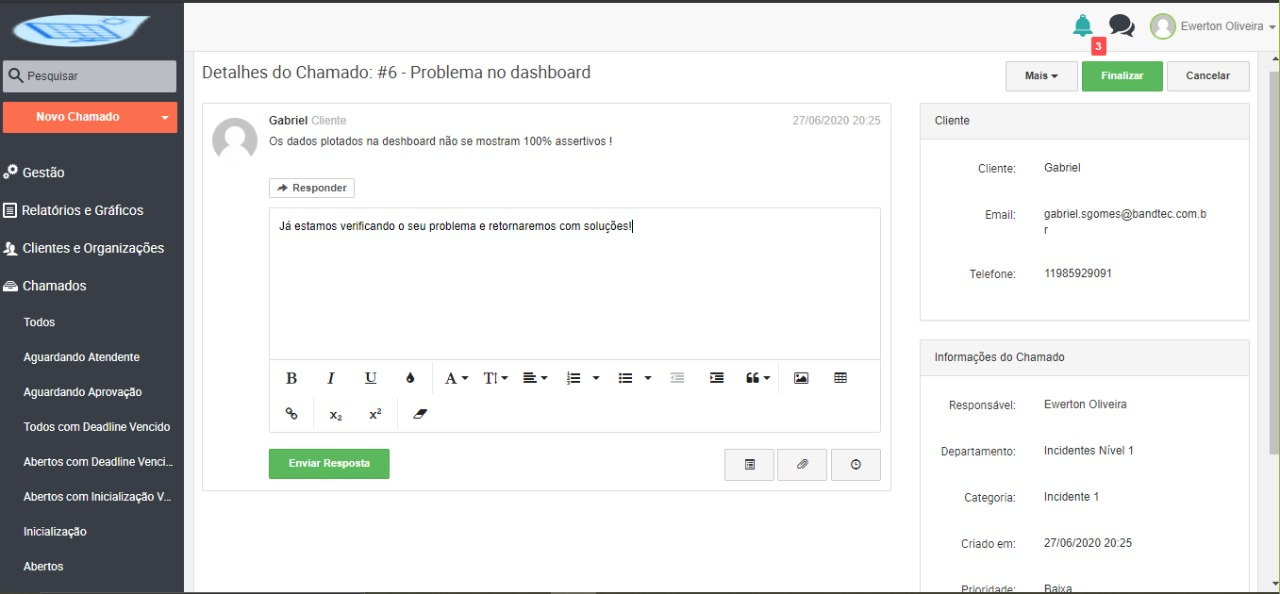 Ewerton Oliveira
3
Pesquisar
Novo Chamado
Gestão
Relatórios e Gráficos
Clientes e Organizações
Chamados
Todos
Aguardando Atendente
Aguardando Aprovação
Todos com Deadline Vencido
Abertos com Deadline Venci...
Abertos com Inicialização V...
Inicialização
Abertos
Detalhes do Chamado: #6 - Problema no dashboard
Mais
Finalizar
Cancelar
Gabriel Cliente
27/06/2020 20:25
Os dados plotados na deshboard não se mostram 100% assertivos !
Responder
Já estamos verificando o seu problema e retornaremos com soluções!
B I U A T!
x₂ x²
Enviar Resposta
Cliente
Cliente: Gabriel
Email: gabriel.sgomes@bandtec.com.b
r
Telefone: 11985929091
Informações do Chamado
Responsável: Ewerton Oliveira
Departamento: Incidentes Nível 1
Categoria: Incidente 1
Criado em: 27/06/2020 20:25
Prioridade: Baixa